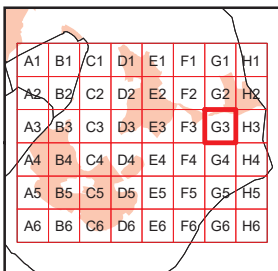 A1 B1 C1 D1 E1 F1 G1 H1
A2 B2 C2 D2 E2 F2 G2 H2
A3 B3 C3 D3 E3 F3 G3 H3
A4 B4 C4 D4 E4 F4 G4 H4
A5 B5 C5 D5 E5 F5 G5 H5
A6 B6 C6 D6 E6 F6 G6 H6